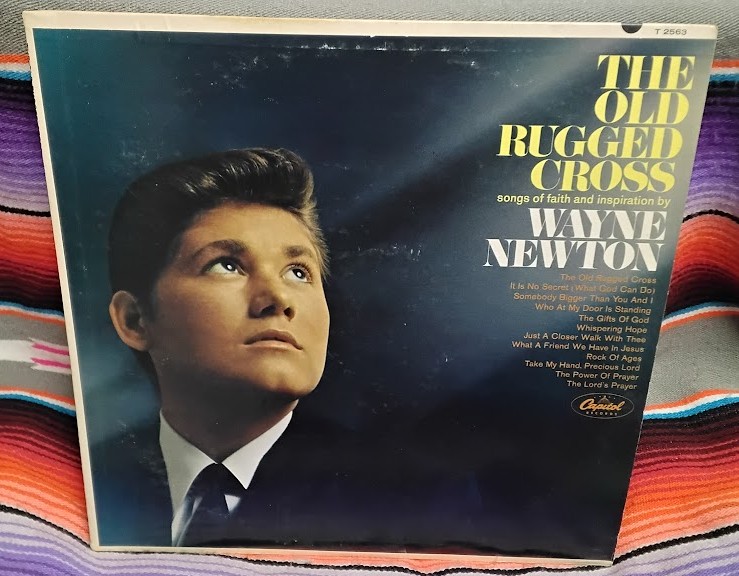 T 2563
THE
OLD
RUGGED
CROSS
songs of faith and inspiration by
WAYNE
NEWTON
The Old Rugged Cross
It Is No Secret (What God Can Do)
Somebody Bigger Than You And I
Who At My Door Is Standing
The Gifts Of God
Whispering Hope
Just A Closer Walk With Thee
What A Friend We Have In Jesus
Rock Of Ages
Take My Hand, Precious Lord
The Power Of Prayer
The Lord's Prayer
Capitol
RECORDS